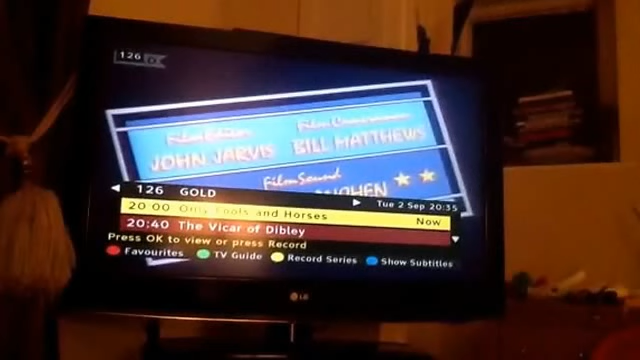 126
Film Editor
JOHN JARVIS
Film Cameraman
BILL MATTHEWS
Film Sound
126 GOLD
Tue 2 Sep 20:35
20:00 Only Fools and Horses Now
20:40 The Vicar of Dibley
Press OK to view or press Record
Favourites TV Guide Record Series Show Subtitles
LG